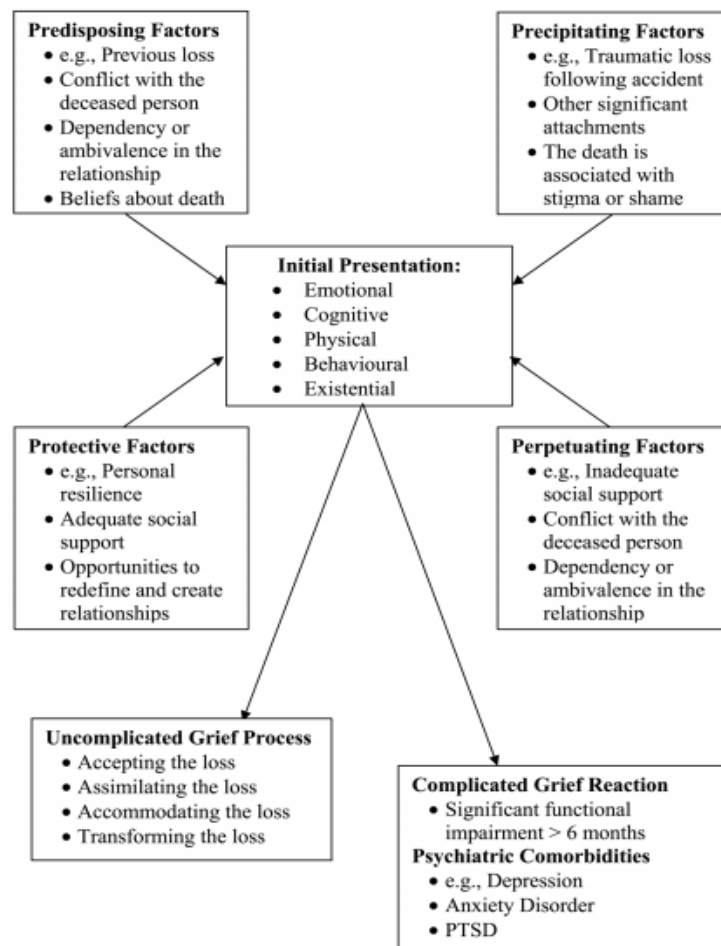 Predisposing Factors
• e.g., Previous loss
• Conflict with the
deceased person
• Dependency or
ambivalence in the
relationship
• Beliefs about death
Precipitating Factors
• e.g., Traumatic loss
following accident
• Other significant
attachments
• The death is
associated with
stigma or shame
Initial Presentation:
• Emotional
• Cognitive
• Physical
• Behavioural
• Existential
Protective Factors
• e.g., Personal
resilience
• Adequate social
support
• Opportunities to
redefine and create
relationships
Perpetuating Factors
• e.g., Inadequate
social support
• Conflict with the
deceased person
• Dependency or
ambivalence in the
relationship
Uncomplicated Grief Process
• Accepting the loss
• Assimilating the loss
• Accommodating the loss
• Transforming the loss
Complicated Grief Reaction
• Significant functional
impairment > 6 months
Psychiatric Comorbidities
• e.g., Depression
• Anxiety Disorder
• PTSD